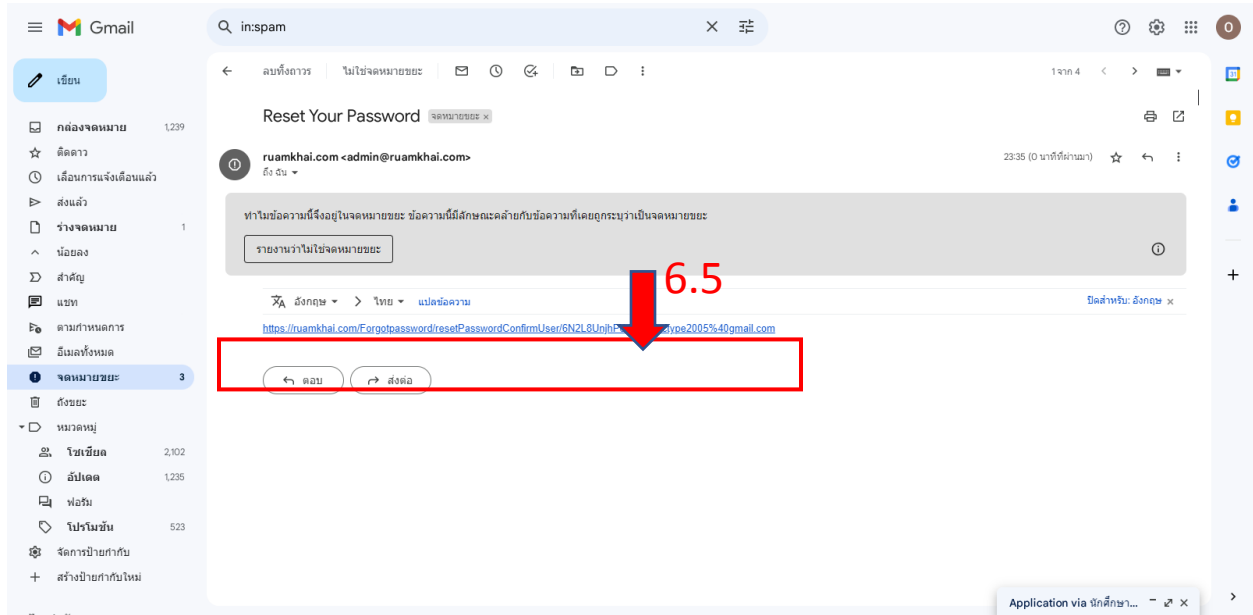 Gmail
in:spam
O
เขียน
ลบทิ้งถาวร
ไม่ใช่จดหมายขยะ
1 จาก 4
31
กล่องจดหมาย 1,239
ติดดาว
เลื่อนการแจ้งเตือนแล้ว
ส่งแล้ว
ร่างจดหมาย 1
น้อยลง
สำคัญ
แชท
ตามกำหนดการ
อีเมลทั้งหมด
จดหมายขยะ 3
ถังขยะ
หมวดหมู่
โซเชียล 2,102
อัปเดต 1,235
ฟอรัม
โปรโมชัน 523
จัดการป้ายกำกับ
สร้างป้ายกำกับใหม่
Reset Your Password จดหมายขยะ ×
ruamkhai.com <admin@ruamkhai.com>
23:35 (0 นาทีที่ผ่านมา)
ถึง ฉัน
ทำไมข้อความนี้จึงอยู่ในจดหมายขยะ ข้อความนี้มีลักษณะคล้ายกับข้อความที่เคยถูกระบุว่าเป็นจดหมายขยะ
รายงานว่าไม่ใช่จดหมายขยะ
6.5
อังกฤษ > ไทย แปลข้อความ
ปิดสำหรับ: อังกฤษ ×
https://ruamkhai.com/Forgotpassword/resetPasswordConfirmUser/6N2L8UnjhP
ype2005%40gmail.com
ตอบ
ส่งต่อ
Application via นักศึกษา...